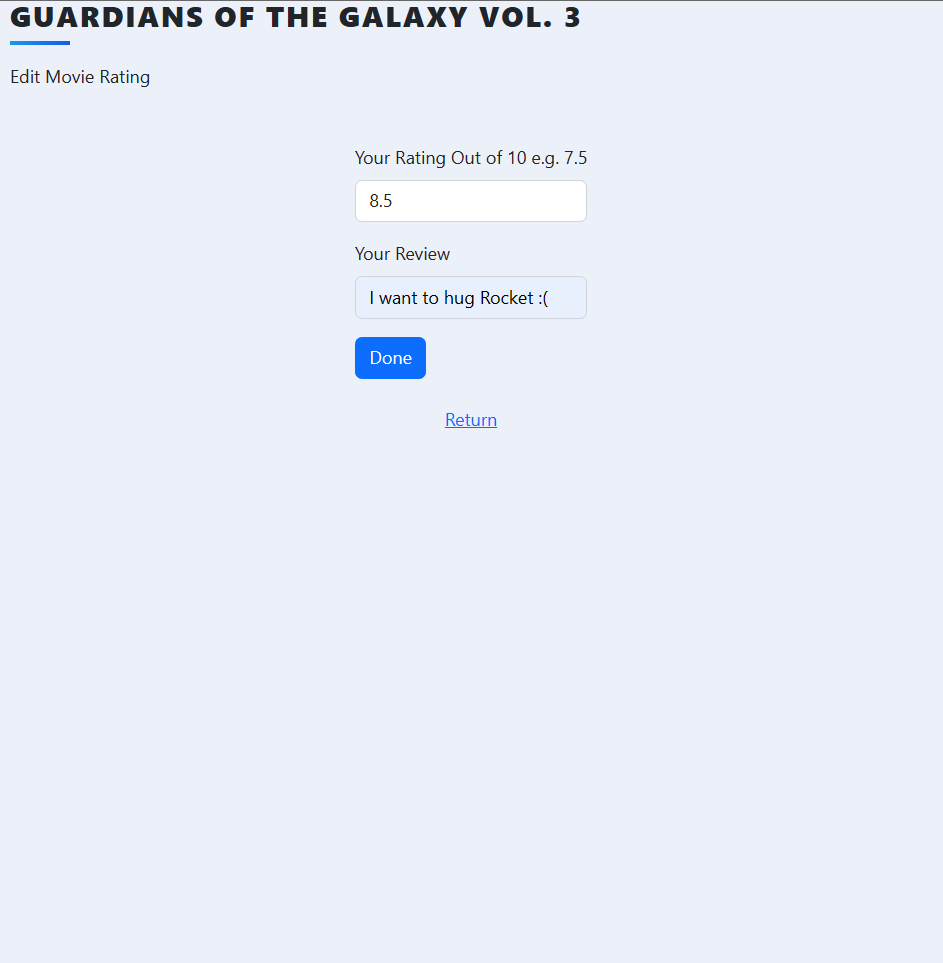 GUARDIANS OF THE GALAXY VOL. 3
Edit Movie Rating
Your Rating Out of 10 e.g. 7.5
8.5
Your Review
I want to hug Rocket :(
Done
Return